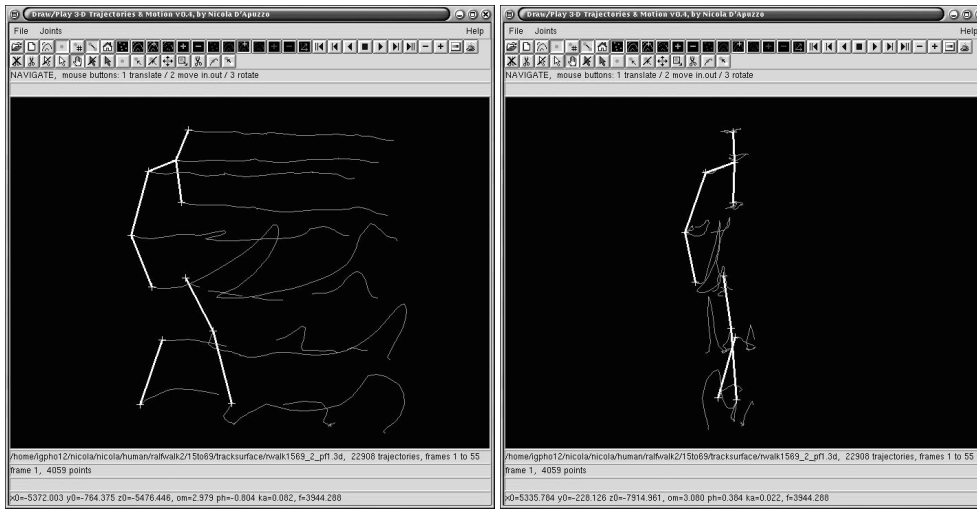 Draw/Play 3-D Trajectories & Motion v0.4, by Nicola D'Apuzzo
File Joints Help
NAVIGATE, mouse buttons: 1 translate / 2 move in.out / 3 rotate
/home/igpho12/nicola/nicola/human/ralfwalk2/15to69/tracksurface/rwalk1569_2_pf1.3d, 22908 trajectories, frames 1 to 55
frame 1, 4059 points
x0=-5372.003 y0=-764.375 z0=-5476.446, om=2.979 ph=-0.804 ka=0.082, f=3944.288
Draw/Play 3-D Trajectories & Motion v0.4, by Nicola D'Apuzzo
File Joints Help
NAVIGATE, mouse buttons: 1 translate / 2 move in.out / 3 rotate
/home/igpho12/nicola/nicola/human/ralfwalk2/15to69/tracksurface/rwalk1569_2_pf1.3d, 22908 trajectories, frames 1 to 55
frame 1, 4059 points
x0=5335.784 y0=-228.126 z0=-7914.961, om=3.080 ph=0.384 ka=0.022, f=3944.288